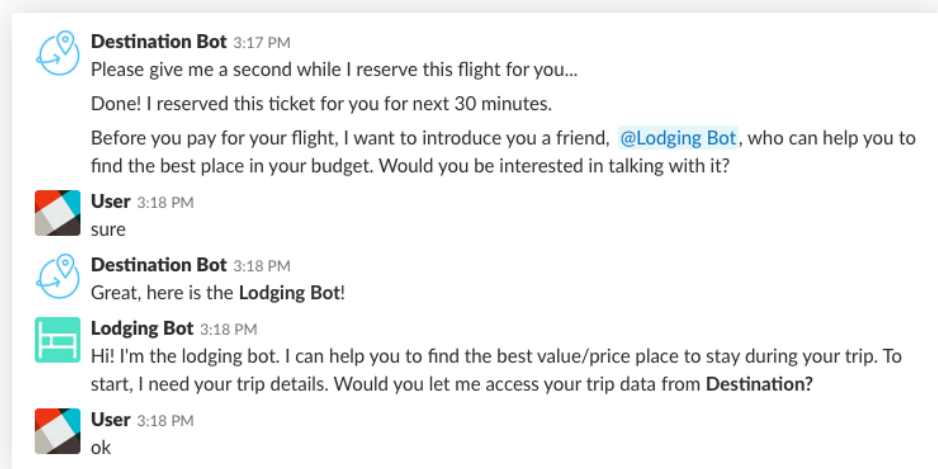 Destination Bot 3:17 PM
Please give me a second while I reserve this flight for you...
Done! I reserved this ticket for you for next 30 minutes.
Before you pay for your flight, I want to introduce you a friend, @Lodging Bot, who can help you to
find the best place in your budget. Would you be interested in talking with it?
User 3:18 PM
sure
Destination Bot 3:18 PM
Great, here is the Lodging Bot!
Lodging Bot 3:18 PM
Hi! I'm the lodging bot. I can help you to find the best value/price place to stay during your trip. To
start, I need your trip details. Would you let me access your trip data from Destination?
User 3:18 PM
ok